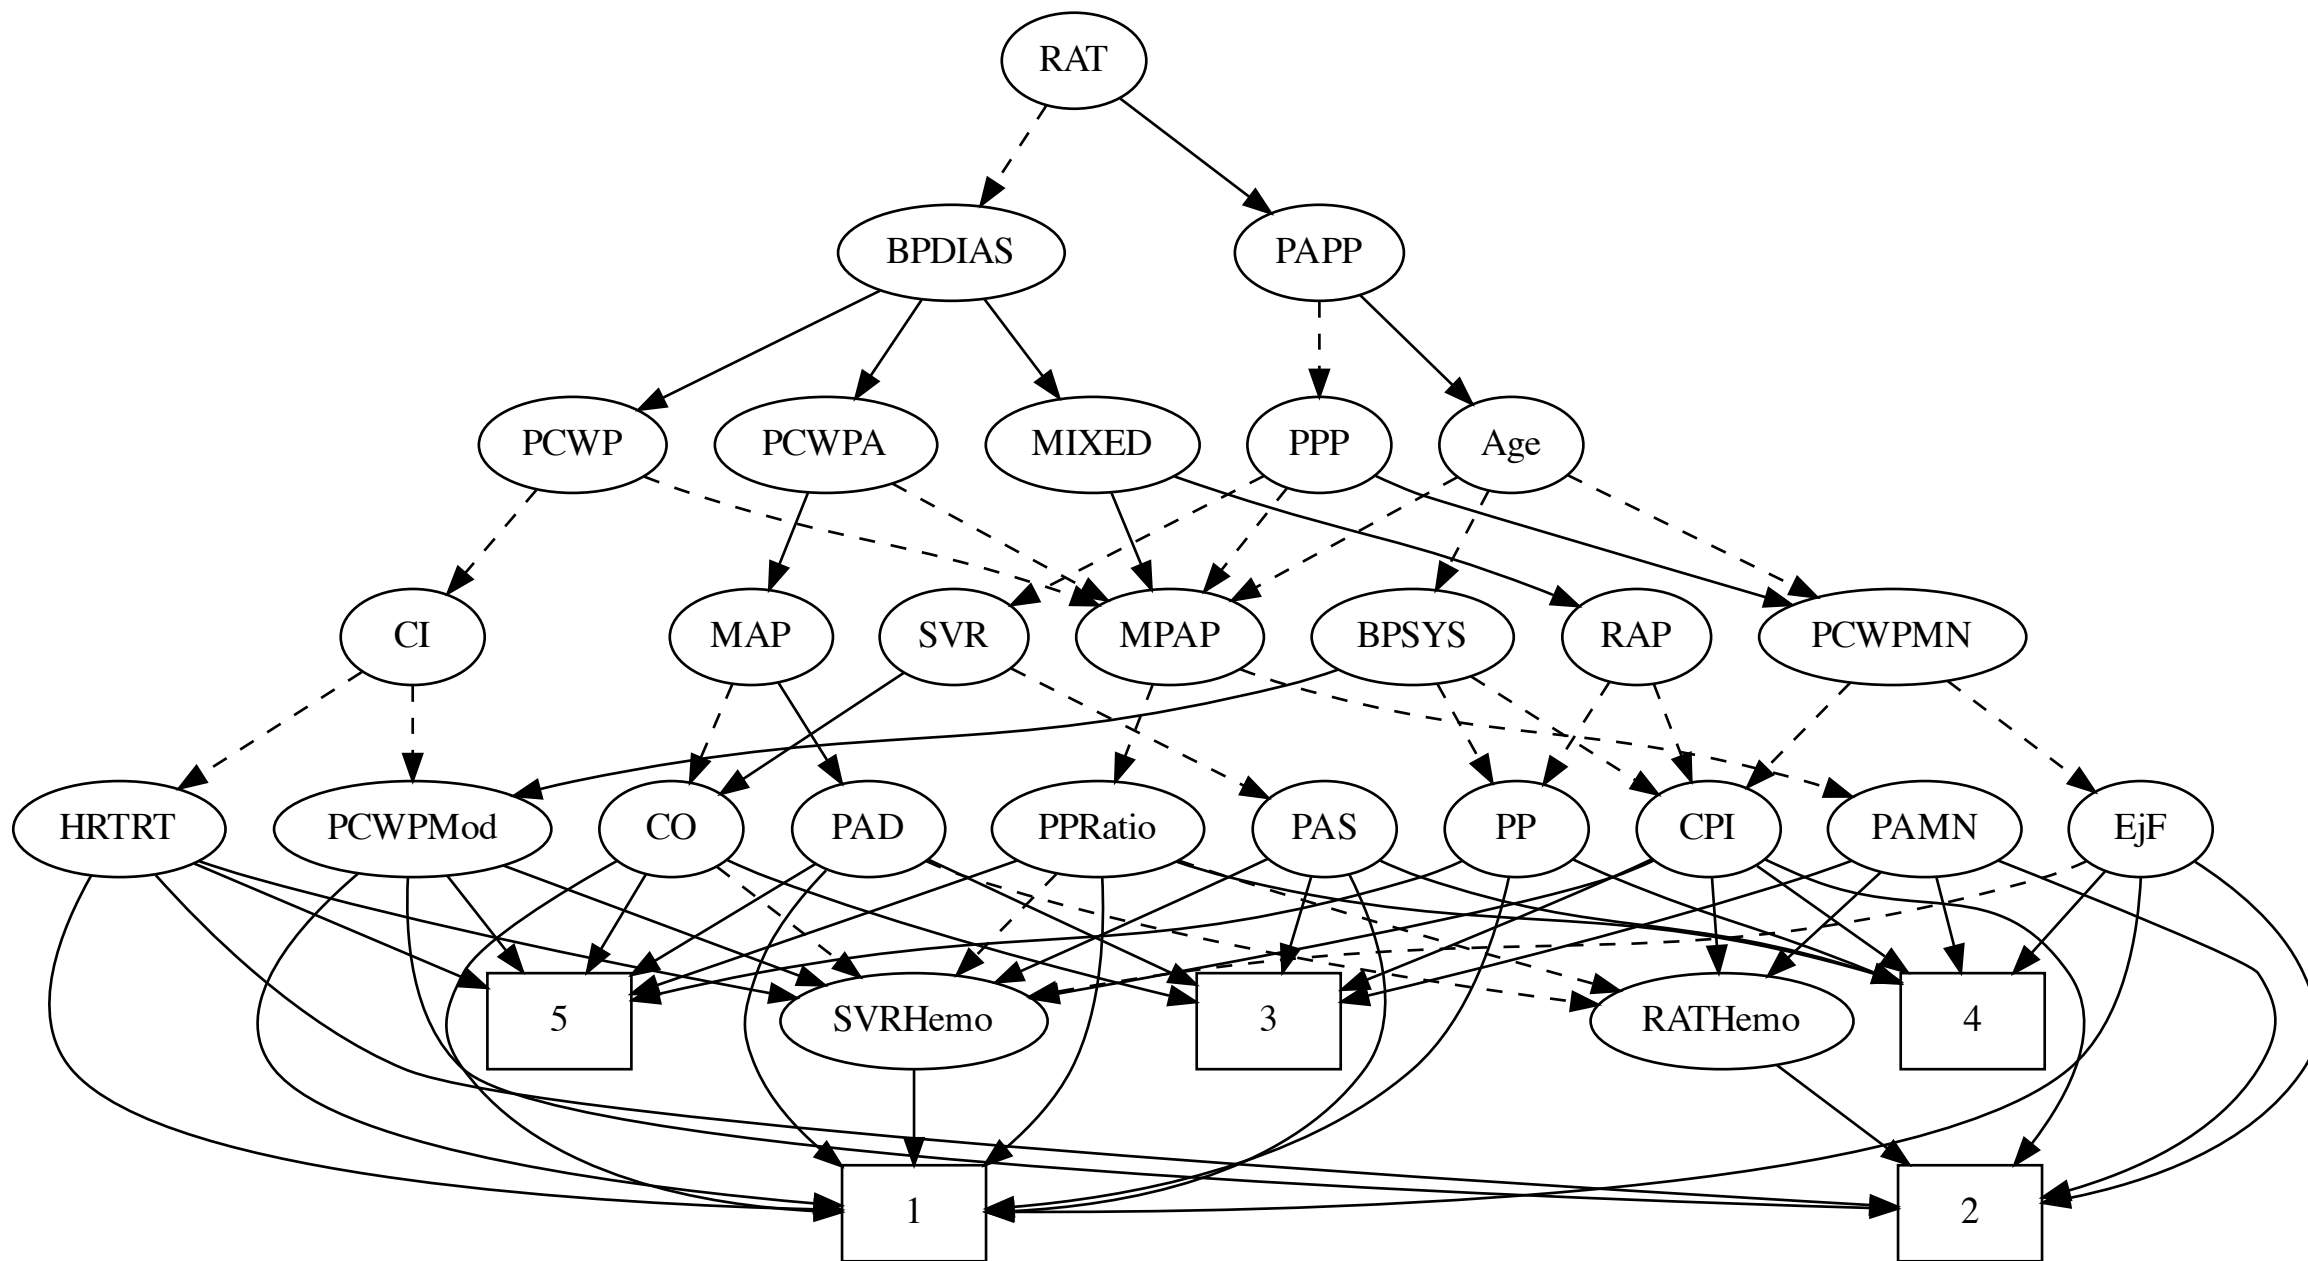 RAT
BPDIAS
PAPP
PCWP
PCWPA
MIXED
PPP
Age
CI
MAP
SVR
MPAP
BPSYS
RAP
PCWPMN
HRTRT
PCWPMod
CO
PAD
PPRatio
PAS
PP
CPI
PAMN
EjF
5
SVRHemo
3
RATHemo
4
1
2